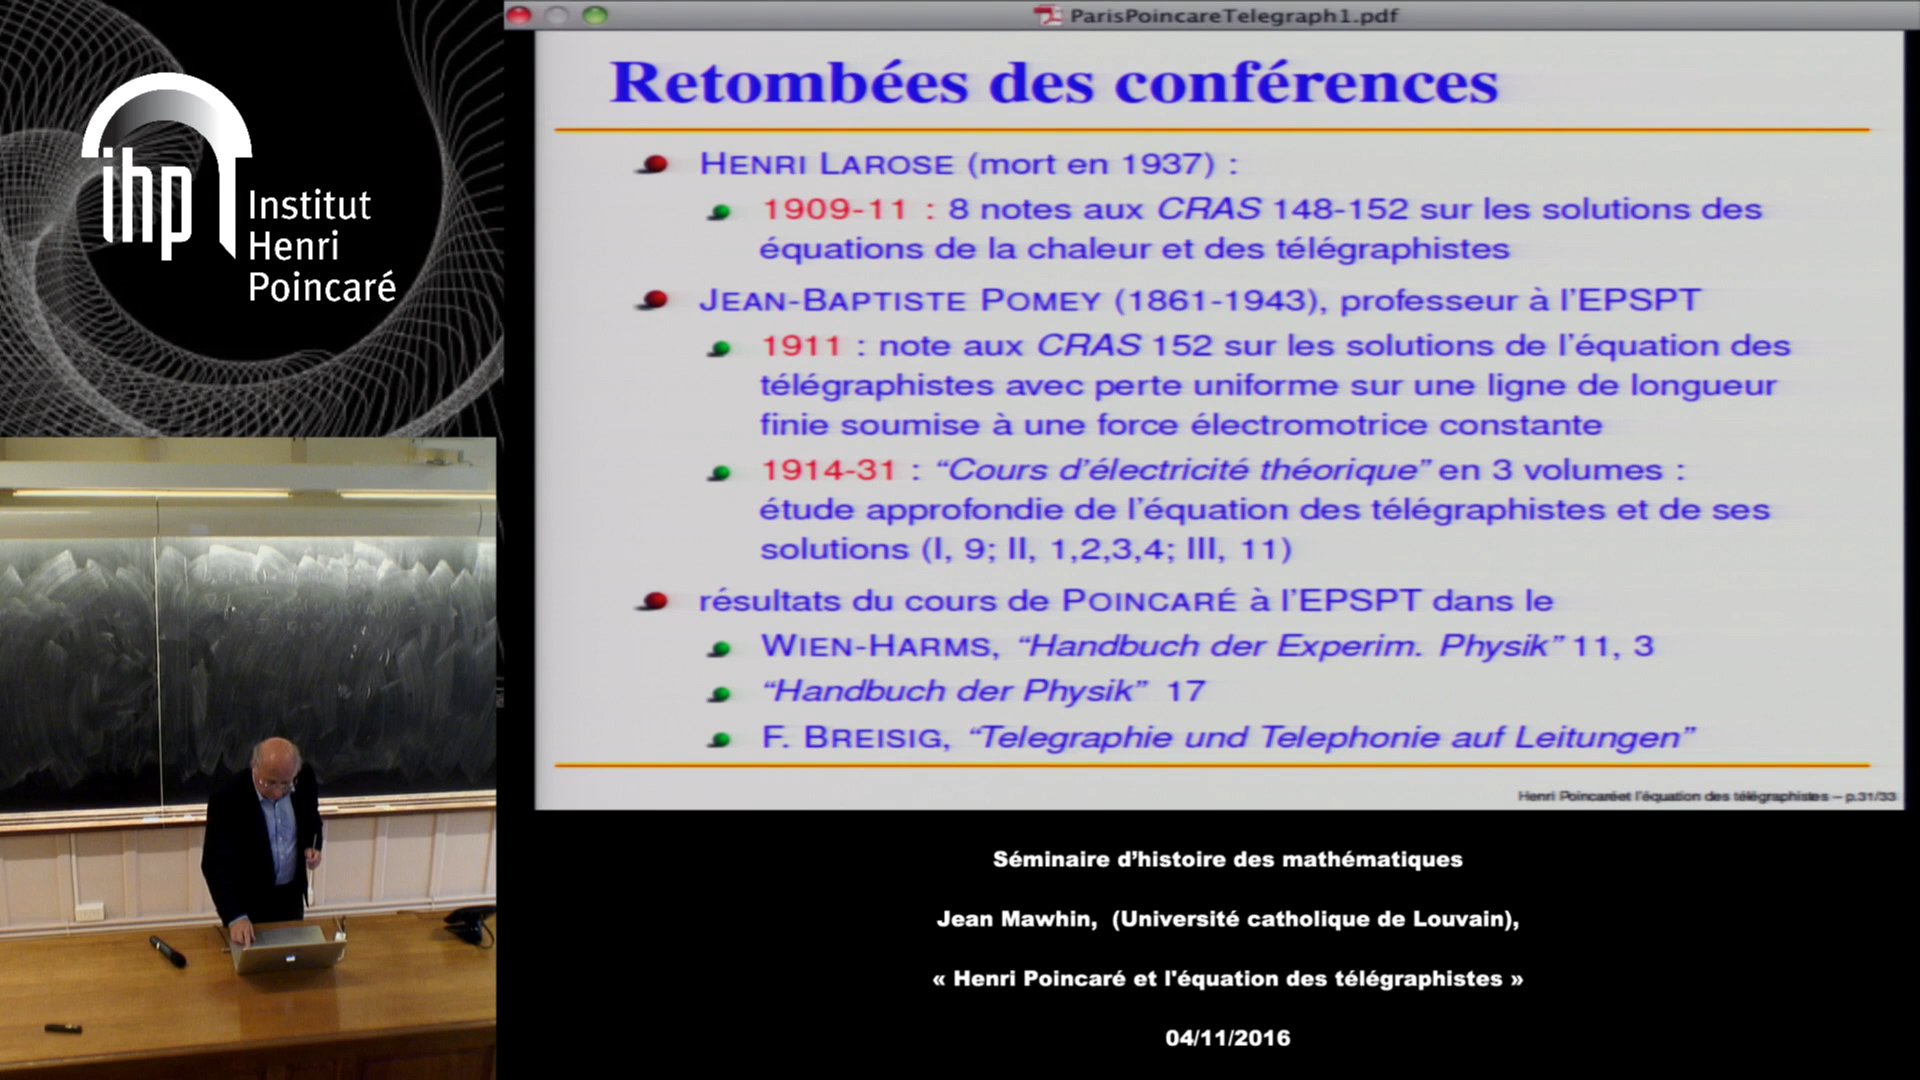 ihp
Institut
Henri
Poincaré
ParisPoincareTelegraph1.pdf
Retombées des conférences
HENRI LAROSE (mort en 1937) :
1909-11 : 8 notes aux CRAS 148-152 sur les solutions des
équations de la chaleur et des télégraphistes
JEAN-BAPTISTE POMEY (1861-1943), professeur à l'EPSPT
1911 : note aux CRAS 152 sur les solutions de l'équation des
télégraphistes avec perte uniforme sur une ligne de longueur
finie soumise à une force électromotrice constante
1914-31 : “Cours d'électricité théorique” en 3 volumes :
étude approfondie de l'équation des télégraphistes et de ses
solutions (I, 9; II, 1,2,3,4; III, 11)
résultats du cours de POINCARÉ à l'EPSPT dans le
WIEN-HARMS, “Handbuch der Experim. Physik” 11, 3
“Handbuch der Physik” 17
F. BREISIG, “Telegraphie und Telephonie auf Leitungen”
Henri Poincaréet l'équation des télégraphistes – p.31/33
Séminaire d’histoire des mathématiques
Jean Mawhin, (Université catholique de Louvain),
« Henri Poincaré et l'équation des télégraphistes »
04/11/2016